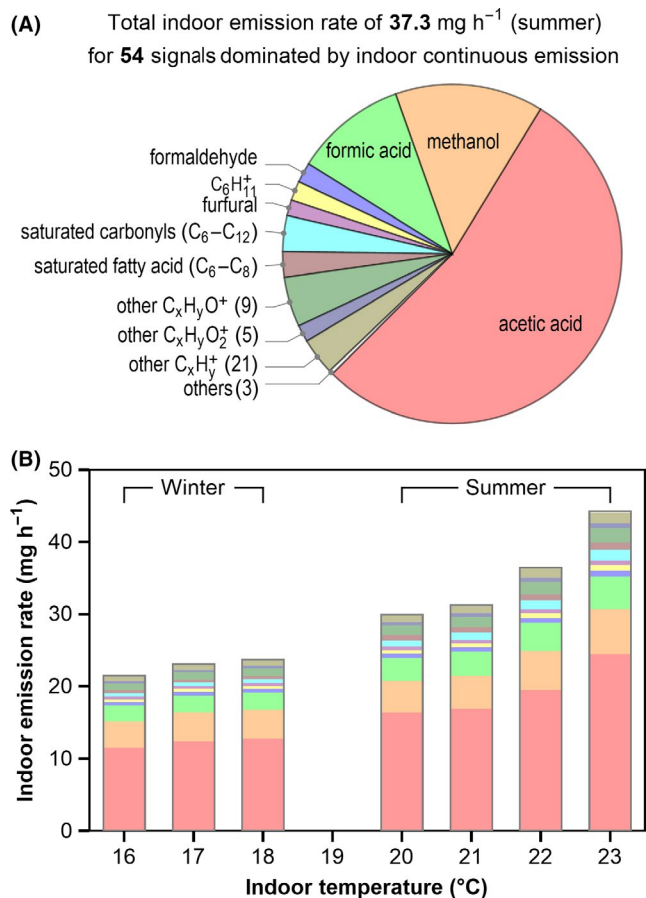 (A) Total indoor emission rate of 37.3 mg h⁻¹ (summer)
for 54 signals dominated by indoor continuous emission
methanol
formic acid
formaldehyde
C₆H₁₁⁺
furfural
saturated carbonyls (C₆–C₁₂)
saturated fatty acid (C₆–C₈)
other CₓHᵧO⁺ (9)
other CₓHᵧO₂⁺ (5)
other CₓHᵧ⁺ (21)
others (3)
acetic acid
(B)
50
40
30
20
10
0
Indoor emission rate (mg h⁻¹)
Winter
Summer
16 17 18 19 20 21 22 23
Indoor temperature (°C)